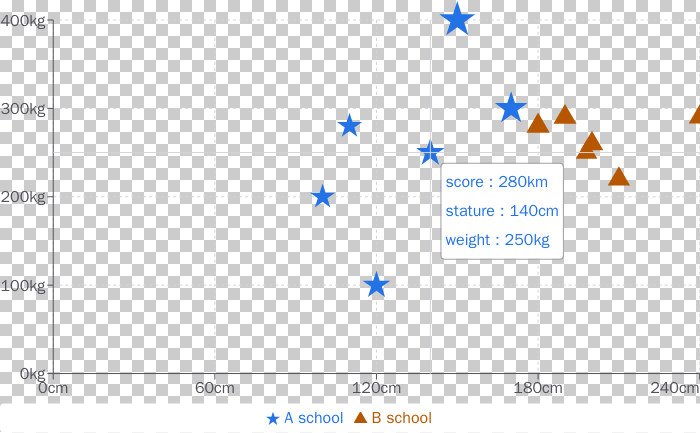 400kg
300kg
200kg
100kg
0kg
0cm 60cm 120cm 180cm 240cm
score : 280km
stature : 140cm
weight : 250kg
A school B school